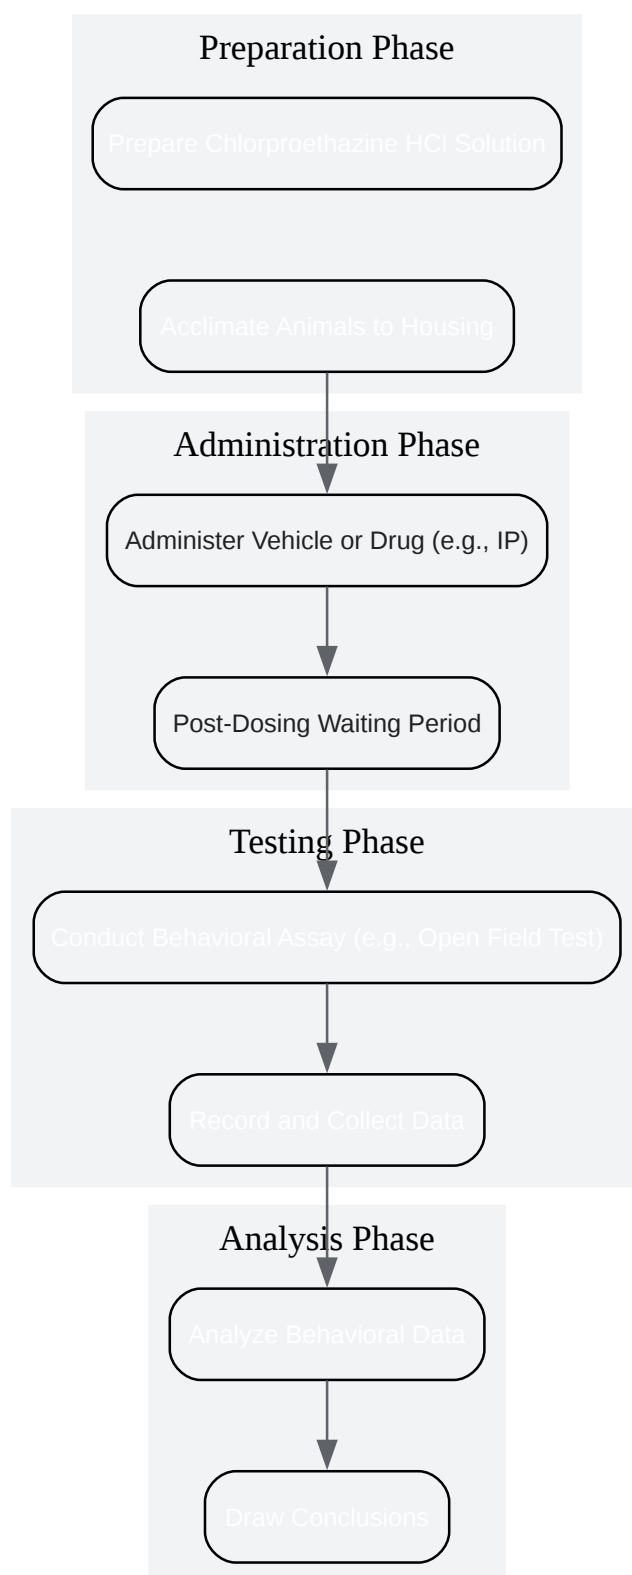 Preparation Phase
Prepare Chlorproethazine HCl Solution
Acclimate Animals to Housing
Administration Phase
Administer Vehicle or Drug (e.g., IP)
Post-Dosing Waiting Period
Testing Phase
Conduct Behavioral Assay (e.g., Open Field Test)
Record and Collect Data
Analysis Phase
Analyze Behavioral Data
Draw Conclusions